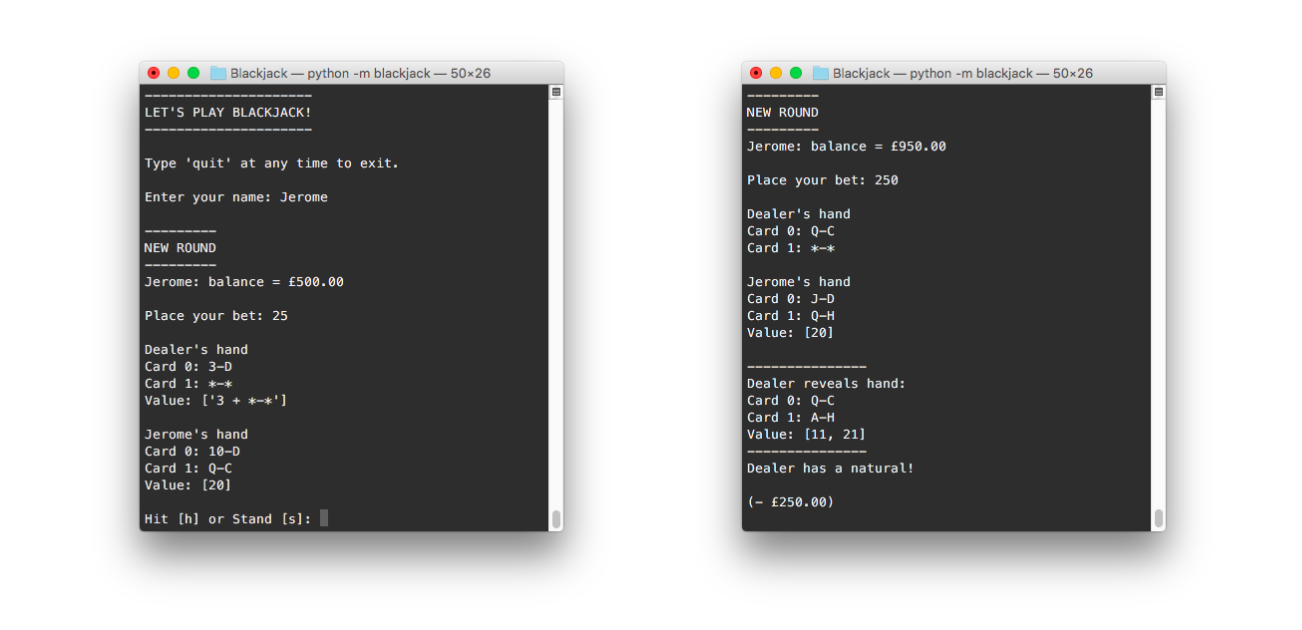 Blackjack — python -m blackjack — 50×26
---------------------
LET'S PLAY BLACKJACK!
---------------------
Type 'quit' at any time to exit.
Enter your name: Jerome
---------
NEW ROUND
---------
Jerome: balance = £500.00
Place your bet: 25
Dealer's hand
Card 0: 3-D
Card 1: *-*
Value: ['3 + *-*']
Jerome's hand
Card 0: 10-D
Card 1: Q-C
Value: [20]
Hit [h] or Stand [s]:
Blackjack — python -m blackjack — 50×26
---------
NEW ROUND
---------
Jerome: balance = £950.00
Place your bet: 250
Dealer's hand
Card 0: Q-C
Card 1: *-*
Jerome's hand
Card 0: J-D
Card 1: Q-H
Value: [20]
---------------
Dealer reveals hand:
Card 0: Q-C
Card 1: A-H
Value: [11, 21]
---------------
Dealer has a natural!
(- £250.00)